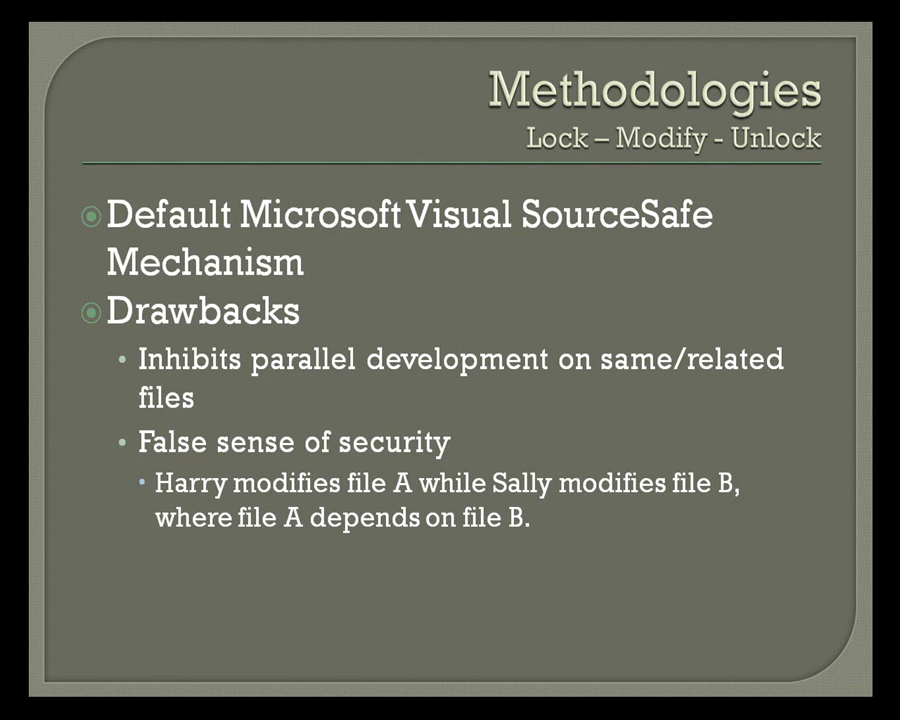 Methodologies
Lock – Modify - Unlock
Default Microsoft Visual SourceSafe
Mechanism
Drawbacks
Inhibits parallel development on same/related
files
False sense of security
Harry modifies file A while Sally modifies file B,
where file A depends on file B.